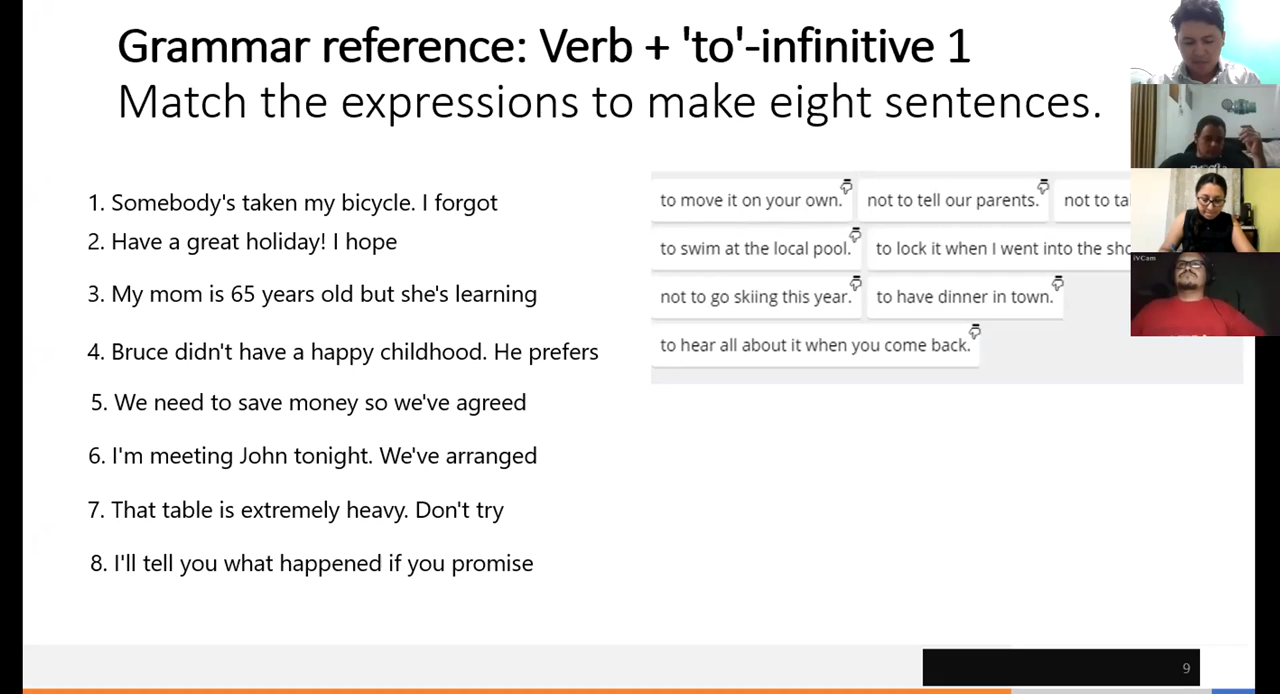 Grammar reference: Verb + 'to'-infinitive 1
Match the expressions to make eight sentences.
1. Somebody's taken my bicycle. I forgot
2. Have a great holiday! I hope
3. My mom is 65 years old but she's learning
4. Bruce didn't have a happy childhood. He prefers
5. We need to save money so we've agreed
6. I'm meeting John tonight. We've arranged
7. That table is extremely heavy. Don't try
8. I'll tell you what happened if you promise
to move it on your own. not to tell our parents. not to
to swim at the local pool. to lock it when I went into the
not to go skiing this year. to have dinner in town.
to hear all about it when you come back.
iVCam
9